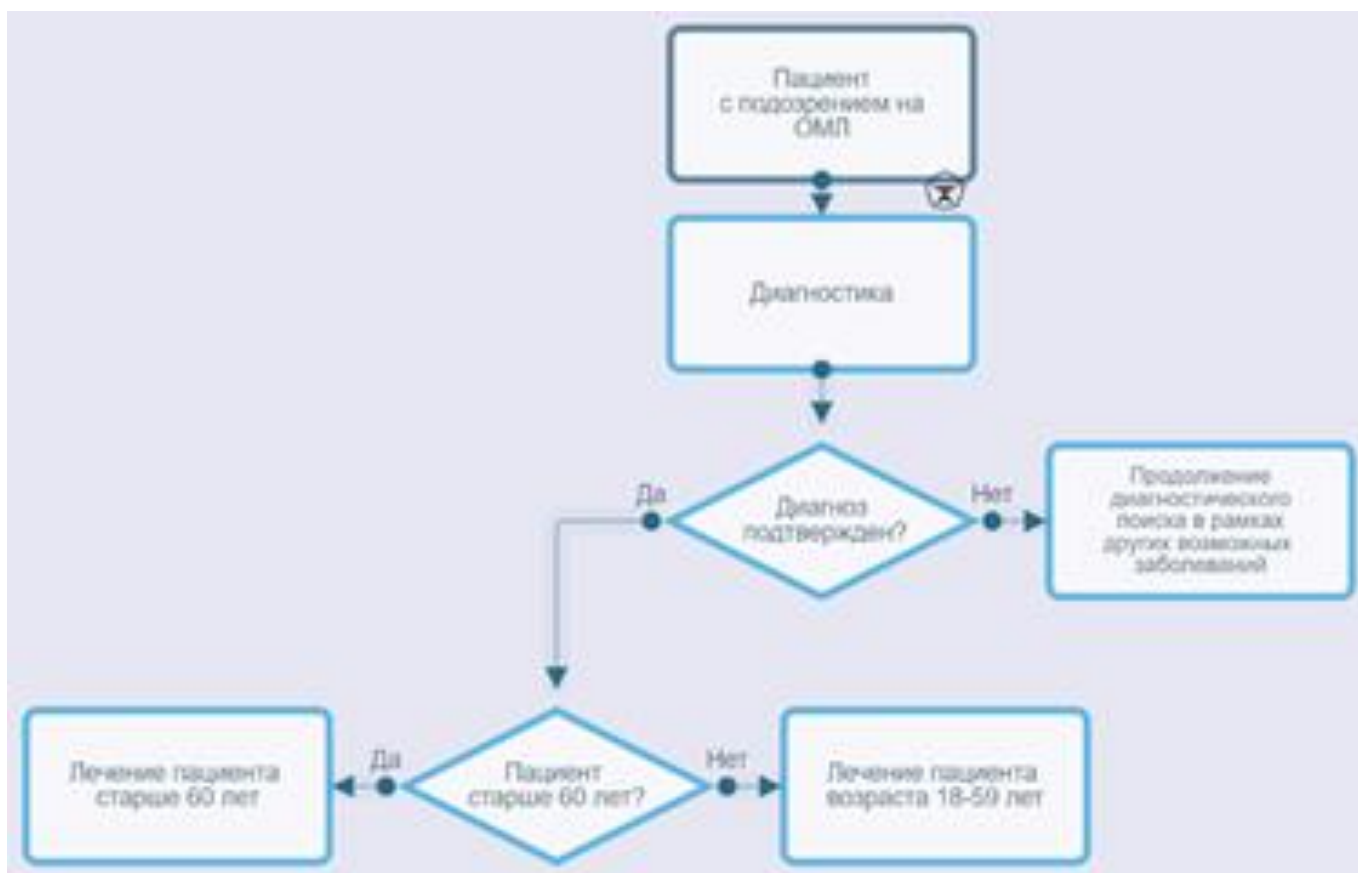 Пациент
с подозрением на
ОМЛ
Диагностика
Да
Диагноз
подтвержден?
Нет
Продолжение
диагностического
поиска в рамках
других возможных
заболеваний
Лечение пациента
старше 60 лет
Да
Пациент
старше 60 лет?
Нет
Лечение пациента
возраста 18-59 лет